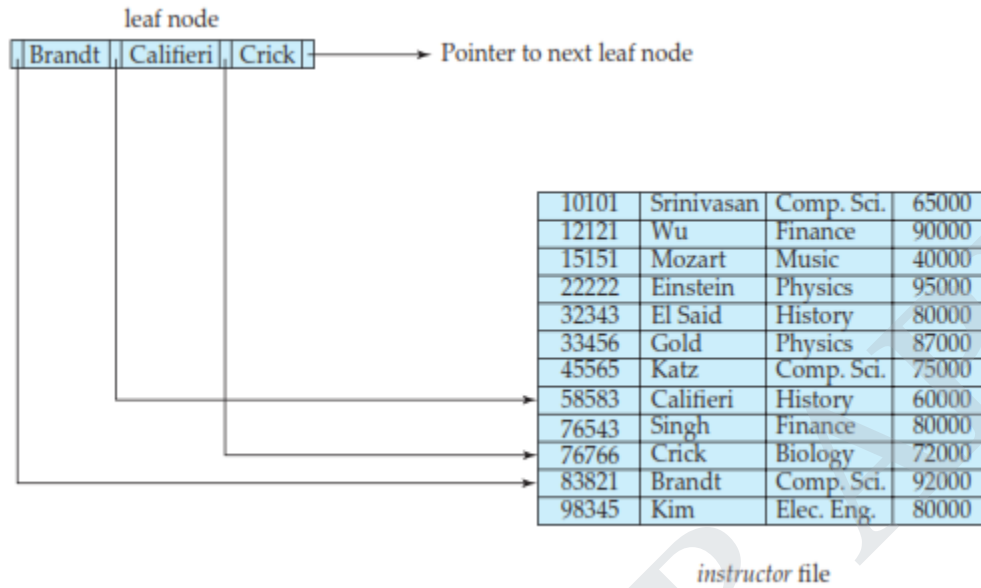 leaf node
Brandt Califieri Crick
Pointer to next leaf node
10101 Srinivasan Comp. Sci. 65000
12121 Wu Finance 90000
15151 Mozart Music 40000
22222 Einstein Physics 95000
32343 El Said History 80000
33456 Gold Physics 87000
45565 Katz Comp. Sci. 75000
58583 Califieri History 60000
76543 Singh Finance 80000
76766 Crick Biology 72000
83821 Brandt Comp. Sci. 92000
98345 Kim Elec. Eng. 80000
instructor file